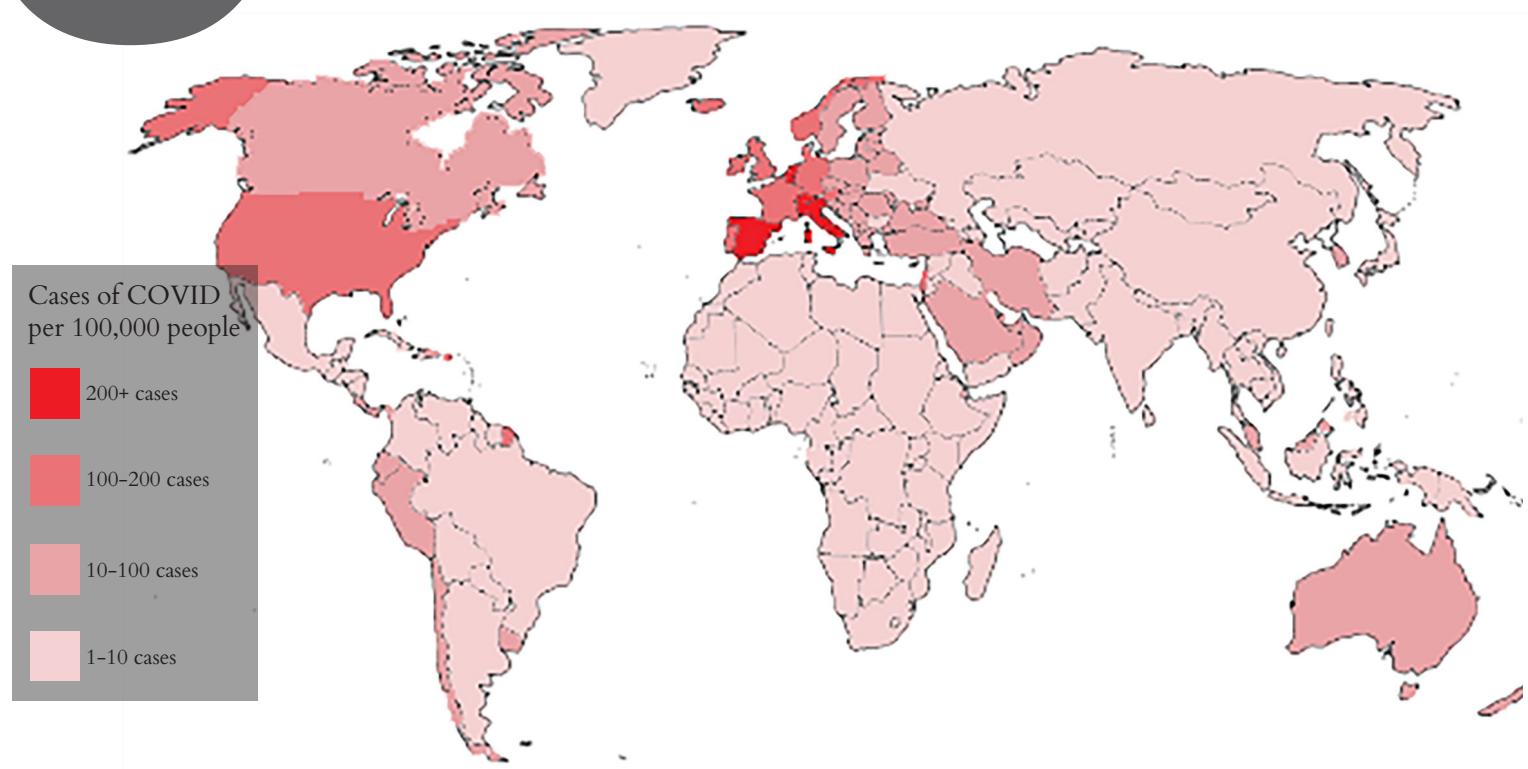 Cases of COVID
per 100,000 people
200+ cases
100-200 cases
10-100 cases
1-10 cases